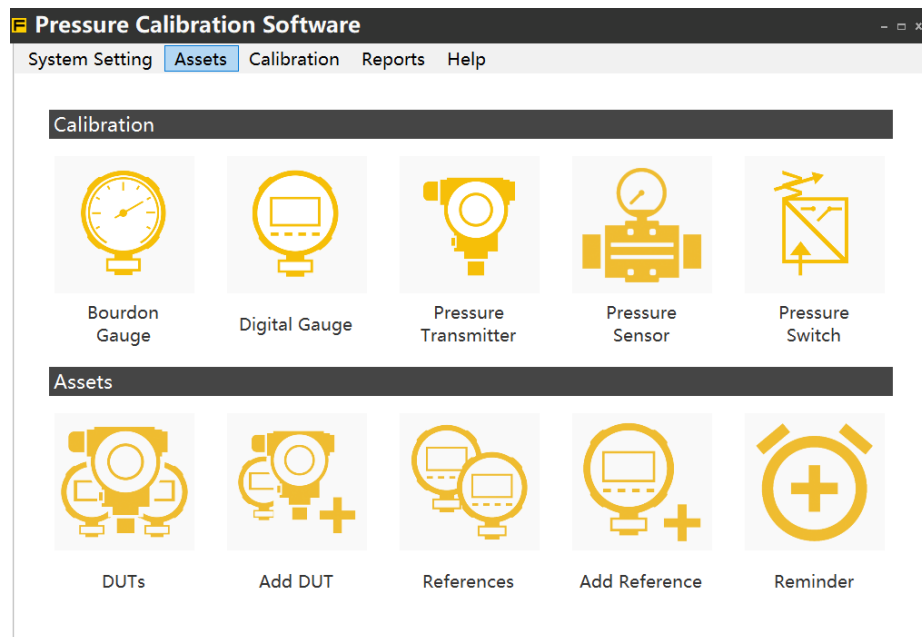 F Pressure Calibration Software
System Setting Assets Calibration Reports Help
Calibration
Bourdon
Gauge
Digital Gauge
Pressure
Transmitter
Pressure
Sensor
Pressure
Switch
Assets
DUTs
Add DUT
References
Add Reference
Reminder